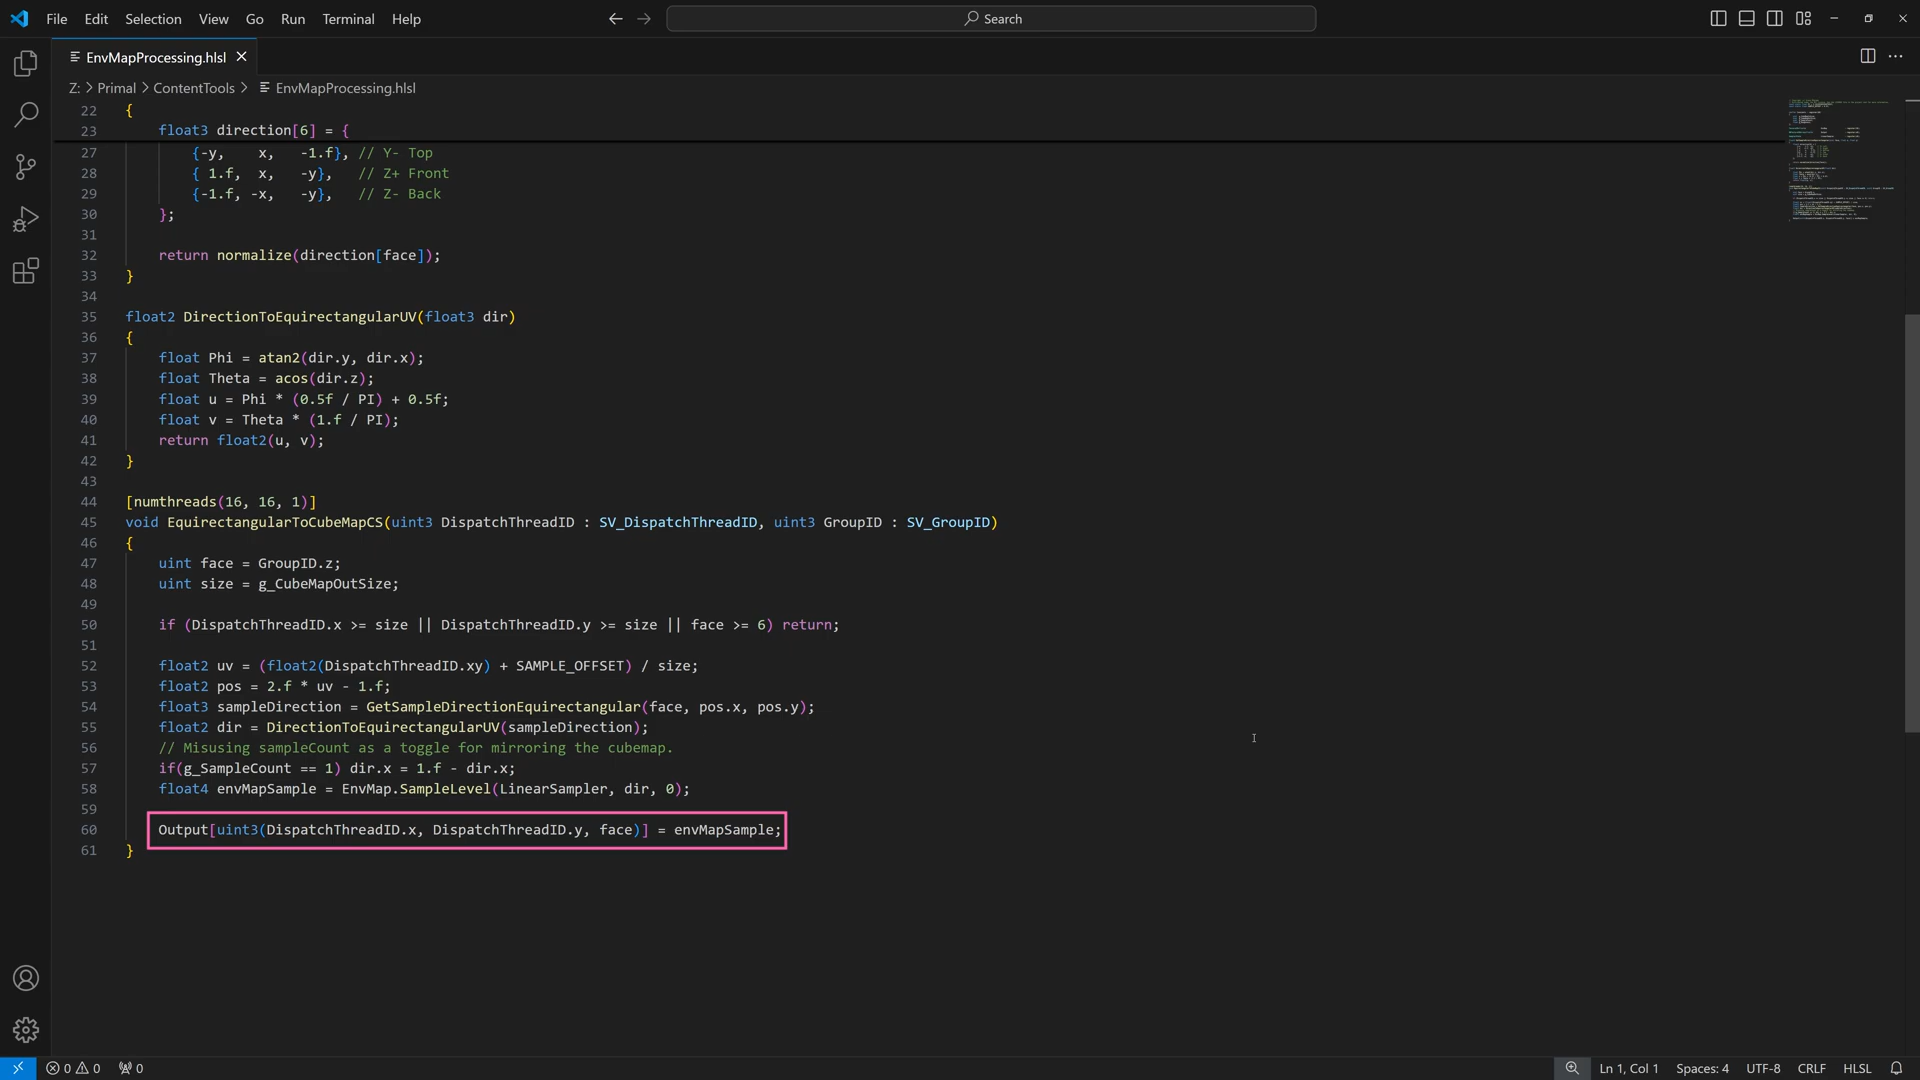 File Edit Selection View Go Run Terminal Help
Search
EnvMapProcessing.hlsl
Z: > Primal > ContentTools > EnvMapProcessing.hlsl
22 {
23 float3 direction[6] = {
27 {-y, x, -1.f}, // Y- Top
28 { 1.f, x, -y}, // Z+ Front
29 {-1.f, -x, -y}, // Z- Back
30 };
31
32 return normalize(direction[face]);
33 }
34
35 float2 DirectionToEquirectangularUV(float3 dir)
36 {
37 float Phi = atan2(dir.y, dir.x);
38 float Theta = acos(dir.z);
39 float u = Phi * (0.5f / PI) + 0.5f;
40 float v = Theta * (1.f / PI);
41 return float2(u, v);
42 }
43
44 [numthreads(16, 16, 1)]
45 void EquirectangularToCubeMapCS(uint3 DispatchThreadID : SV_DispatchThreadID, uint3 GroupID : SV_GroupID)
46 {
47 uint face = GroupID.z;
48 uint size = g_CubeMapOutSize;
49
50 if (DispatchThreadID.x >= size || DispatchThreadID.y >= size || face >= 6) return;
51
52 float2 uv = (float2(DispatchThreadID.xy) + SAMPLE_OFFSET) / size;
53 float2 pos = 2.f * uv - 1.f;
54 float3 sampleDirection = GetSampleDirectionEquirectangular(face, pos.x, pos.y);
55 float2 dir = DirectionToEquirectangularUV(sampleDirection);
56 // Misusing sampleCount as a toggle for mirroring the cubemap.
57 if(g_SampleCount == 1) dir.x = 1.f - dir.x;
58 float4 envMapSample = EnvMap.SampleLevel(LinearSampler, dir, 0);
59
60 Output[uint3(DispatchThreadID.x, DispatchThreadID.y, face)] = envMapSample;
61 }
0 0 0 Ln 1, Col 1 Spaces: 4 UTF-8 CRLF HLSL